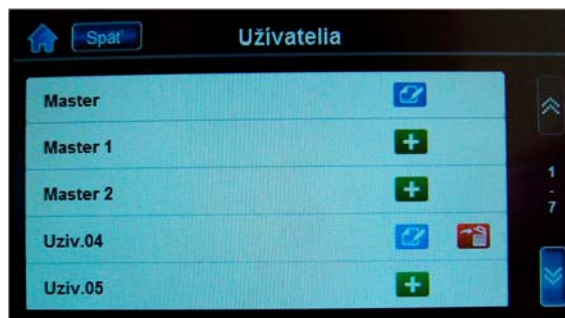 Späť
Užívatelia
Master
Master 1
Master 2
Uziv.04
Uziv.05
1
-
7